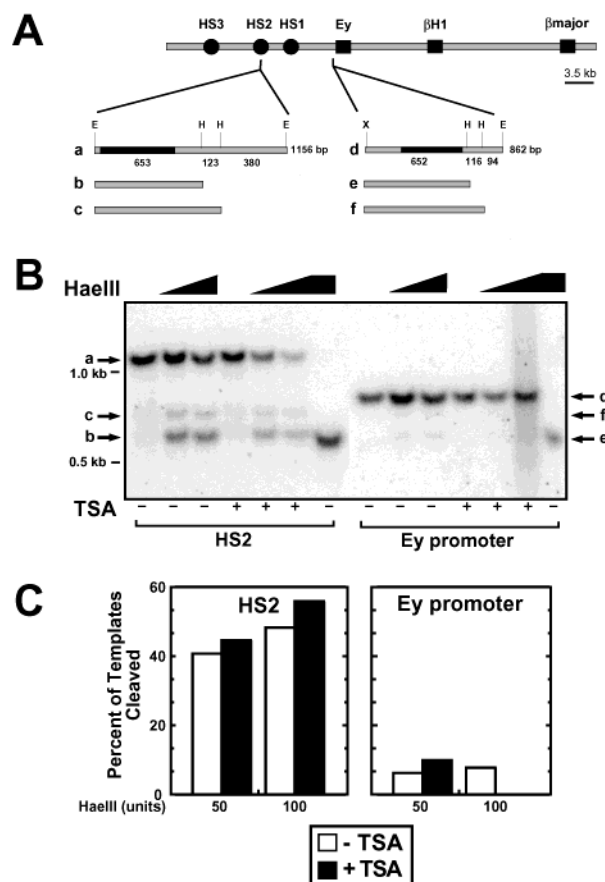 A
HS3 HS2 HS1 Ey βH1 βmajor
3.5 kb
E H H E X H H E
a 1156 bp d 862 bp
653 123 380 652 116 94
b e
c f
B
HaeIII
a
1.0 kb
c
b
0.5 kb
d
f
e
TSA - - - + + + - - - - + + + -
HS2 Ey promoter
C
Percent of Templates Cleaved
60
40
20
0
HS2 Ey promoter
HaeIII (units) 50 100 50 100
- TSA
+ TSA